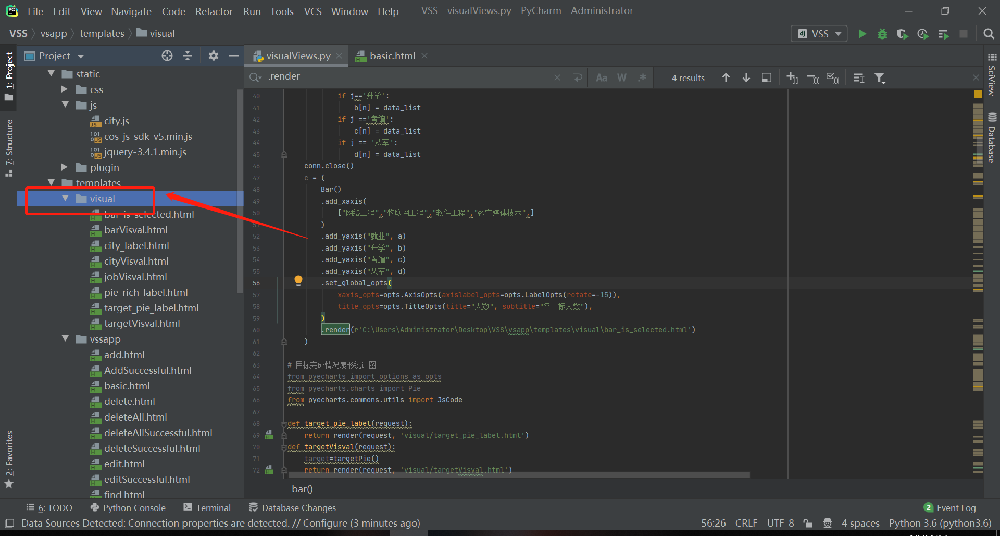 File Edit View Navigate Code Refactor Run Tools VCS Window Help VSS - visualViews.py - PyCharm - Administrator
VSS vsapp templates visual
VSS
Project
visualViews.py
basic.html
.render
Aa W .*
4 results
1: Project
7: Structure
2: Favorites
SciView
Database
static
css
js
city.js
cos-js-sdk-v5.min.js
jquery-3.4.1.min.js
plugin
templates
visual
bar_is_selected.html
barVisval.html
city_label.html
cityVisval.html
jobVisval.html
pie_rich_label.html
target_pie_label.html
targetVisval.html
vssapp
add.html
AddSuccessful.html
basic.html
delete.html
deleteAll.html
deleteAllSuccessful.html
deleteSuccessful.html
edit.html
editSuccessful.html
find.html
40 if j=='升学':
41 b[n] = data_list
42 if j =='考编':
43 c[n] = data_list
44 if j == '从军':
45 d[n] = data_list
46 conn.close()
47 c = (
48 Bar()
49 .add_xaxis(
50 ["网络工程","物联网工程","软件工程","数字媒体技术",]
51 )
52 .add_yaxis("就业", a)
53 .add_yaxis("升学", b)
54 .add_yaxis("考编", c)
55 .add_yaxis("从军", d)
56 .set_global_opts(
57 xaxis_opts=opts.AxisOpts(axislabel_opts=opts.LabelOpts(rotate=-15)),
58 title_opts=opts.TitleOpts(title="人数", subtitle="各目标人数"),
59 )
60 .render(r'C:\Users\Administrator\Desktop\VSS\vsapp\templates\visual\bar_is_selected.html')
61 )
62
63 # 目标完成情况扇形统计图
64 from pyecharts import options as opts
65 from pyecharts.charts import Pie
66 from pyecharts.commons.utils import JsCode
67
68 def target_pie_label(request):
69 return render(request, 'visual/target_pie_label.html')
70 def targetVisval(request):
71 target=targetPie()
72 return render(request, 'visual/targetVisval.html')
bar()
6: TODO Python Console Terminal Database Changes 2 Event Log
Data Sources Detected: Connection properties are detected. // Configure (3 minutes ago) 56:26 CRLF UTF-8 4 spaces Python 3.6 (python3.6)